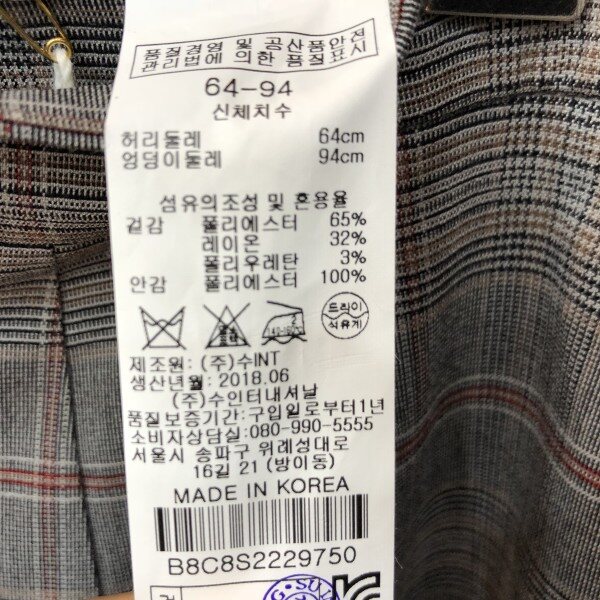 품질경영 및 공산품안전
관리법에 의한 품질표시
64-94
신체치수
허리둘레 64cm
엉덩이둘레 94cm
섬유의조성 및 혼용율
겉감 폴리에스터 65%
레이온 32%
폴리우레탄 3%
안감 폴리에스터 100%
드라이
석유계
제조원: (주)수INT
생산년월: 2018.06
(주)수인터내셔날
품질보증기간:구입일로부터1년
소비자상담실:080-990-5555
서울시 송파구 위례성대로
16길 21 (방이동)
MADE IN KOREA
B8C8S2229750